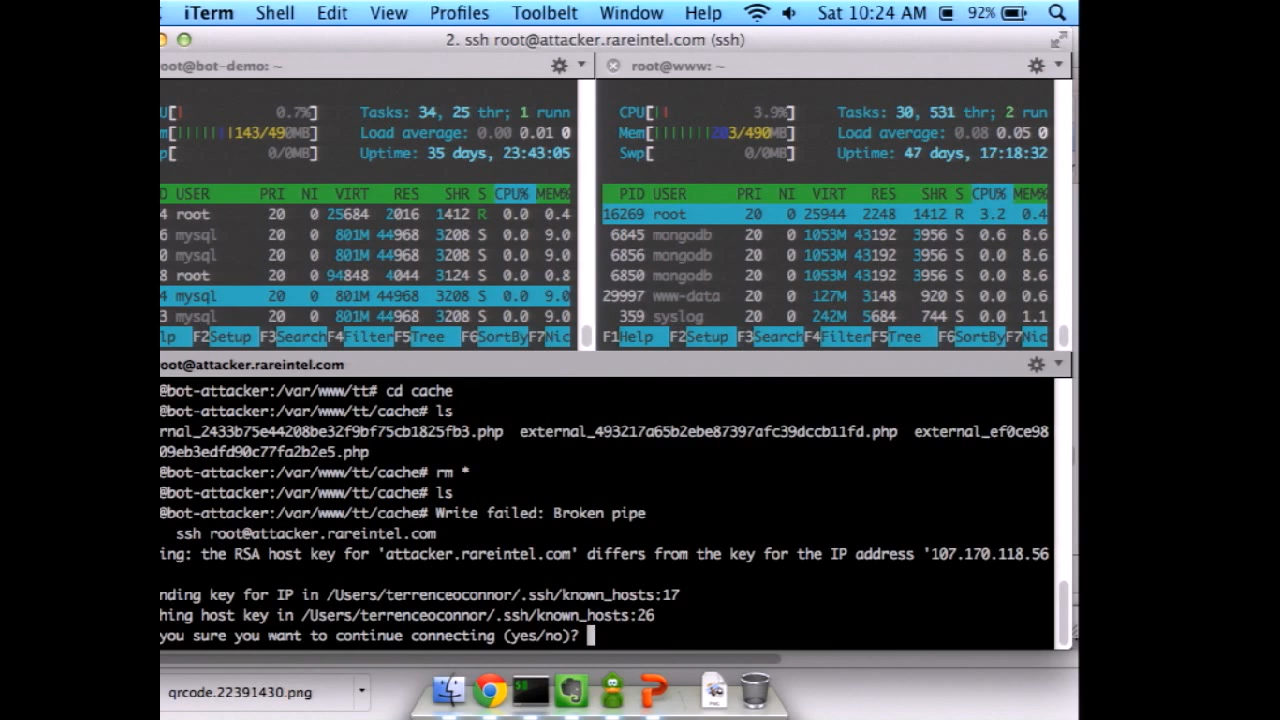 iTerm Shell Edit View Profiles Toolbelt Window Help Sat 10:24 AM 92%
2. ssh root@attacker.rareintel.com (ssh)
oot@bot-demo: ~
root@www: ~
U[| 0.7%] Tasks: 34, 25 thr; 1 runn
m[||||||||143/490MB] Load average: 0.00 0.01 0
p[ 0/0MB] Uptime: 35 days, 23:43:05
D USER PRI NI VIRT RES SHR S CPU% MEM%
4 root 20 0 25684 2016 1412 R 0.0 0.4
6 mysql 20 0 801M 44968 3208 S 0.0 9.0
0 mysql 20 0 801M 44968 3208 S 0.0 9.0
8 root 20 0 94848 4044 3124 S 0.0 0.8
4 mysql 20 0 801M 44968 3208 S 0.0 9.0
3 mysql 20 0 801M 44968 3208 S 0.0 9.0
lp F2Setup F3SearchF4FilterF5Tree F6SortByF7Nic
CPU[|| 3.9%] Tasks: 30, 531 thr; 2 run
Mem[|||||||203/490MB] Load average: 0.08 0.05 0
Swp[ 0/0MB] Uptime: 47 days, 17:18:32
PID USER PRI NI VIRT RES SHR S CPU% MEM%
16269 root 20 0 25944 2248 1412 R 3.2 0.4
6845 mongodb 20 0 1053M 43192 3956 S 0.6 8.6
6856 mongodb 20 0 1053M 43192 3956 S 0.6 8.6
6850 mongodb 20 0 1053M 43192 3956 S 0.6 8.6
29997 www-data 20 0 127M 3148 920 S 0.0 0.6
359 syslog 20 0 242M 5684 744 S 0.0 1.1
F1Help F2Setup F3SearchF4FilterF5Tree F6SortByF7Nic
oot@attacker.rareintel.com
@bot-attacker:/var/www/tt# cd cache
@bot-attacker:/var/www/tt/cache# ls
rnal_2433b75e44208be32f9bf75cb1825fb3.php external_493217a65b2ebe87397afc39dccb11fd.php external_ef0ce98
09eb3edfd90c77fa2b2e5.php
@bot-attacker:/var/www/tt/cache# rm *
@bot-attacker:/var/www/tt/cache# ls
@bot-attacker:/var/www/tt/cache# Write failed: Broken pipe
ssh root@attacker.rareintel.com
ing: the RSA host key for 'attacker.rareintel.com' differs from the key for the IP address '107.170.118.56
nding key for IP in /Users/terrenceoconnor/.ssh/known_hosts:17
hing host key in /Users/terrenceoconnor/.ssh/known_hosts:26
you sure you want to continue connecting (yes/no)?
qrcode.22391430.png